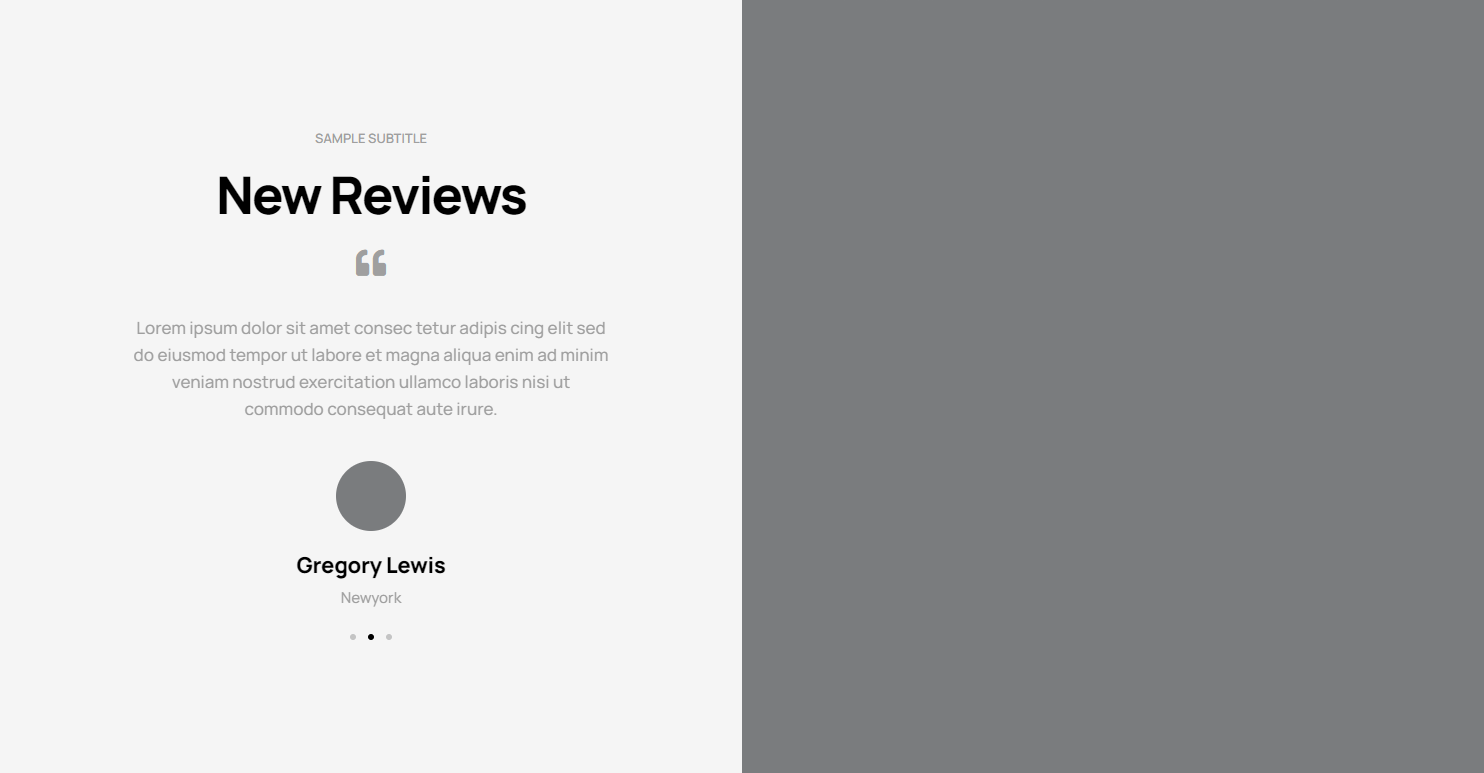 SAMPLE SUBTITLE
New Reviews
Lorem ipsum dolor sit amet consec tetur adipis cing elit sed
do eiusmod tempor ut labore et magna aliqua enim ad minim
veniam nostrud exercitation ullamco laboris nisi ut
commodo consequat aute irure.
Gregory Lewis
Newyork